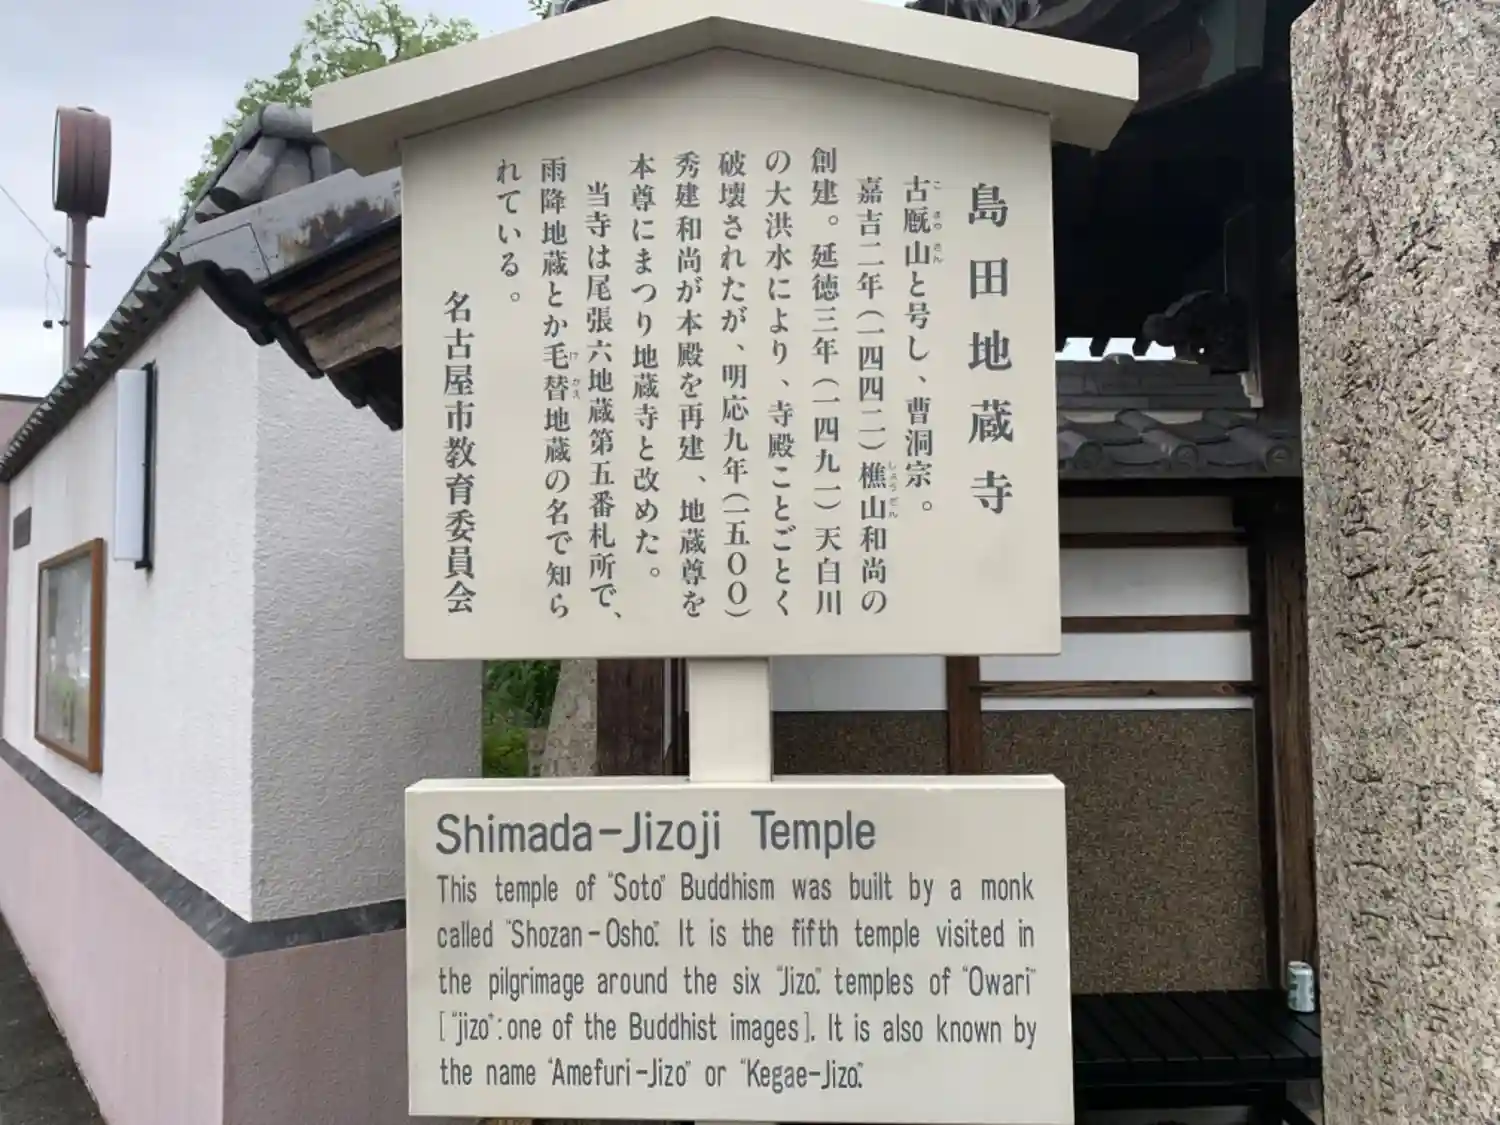 島田地蔵寺
古厩山と号し、曹洞宗。
嘉吉二年(一四四二)樵山和尚の
創建。延徳三年(一四九一)天白川
の大洪水により、寺殿ことごとく
破壊されたが、明応九年(一五〇〇)
秀建和尚が本殿を再建、地蔵尊を
本尊にまつり地蔵寺と改めた。
当寺は尾張六地蔵第五番札所で、
雨降地蔵とか毛替地蔵の名で知ら
れている。
名古屋市教育委員会
Shimada-Jizoji Temple
This temple of "Soto" Buddhism was built by a monk
called "Shozan-Osho". It is the fifth temple visited in
the pilgrimage around the six "Jizo". temples of "Owari"
["jizo":one of the Buddhist images]. It is also known by
the name "Amefuri-Jizo" or "Kegae-Jizo".